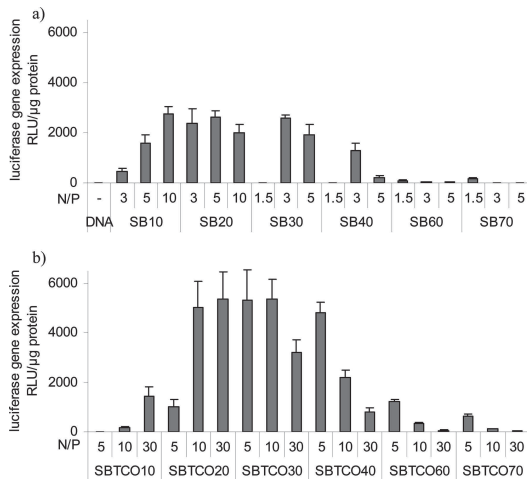 a)
luciferase gene expression
RLU/µg protein
6000
4000
2000
0
N/P - 3 5 10 3 5 10 1.5 3 5 1.5 3 5 1.5 3 5 1.5 3 5
DNA SB10 SB20 SB30 SB40 SB60 SB70
b)
luciferase gene expression
RLU/µg protein
6000
4000
2000
0
N/P 5 10 30 5 10 30 5 10 30 5 10 30 5 10 30 5 10 30
SBTCO10 SBTCO20 SBTCO30 SBTCO40 SBTCO60 SBTCO70